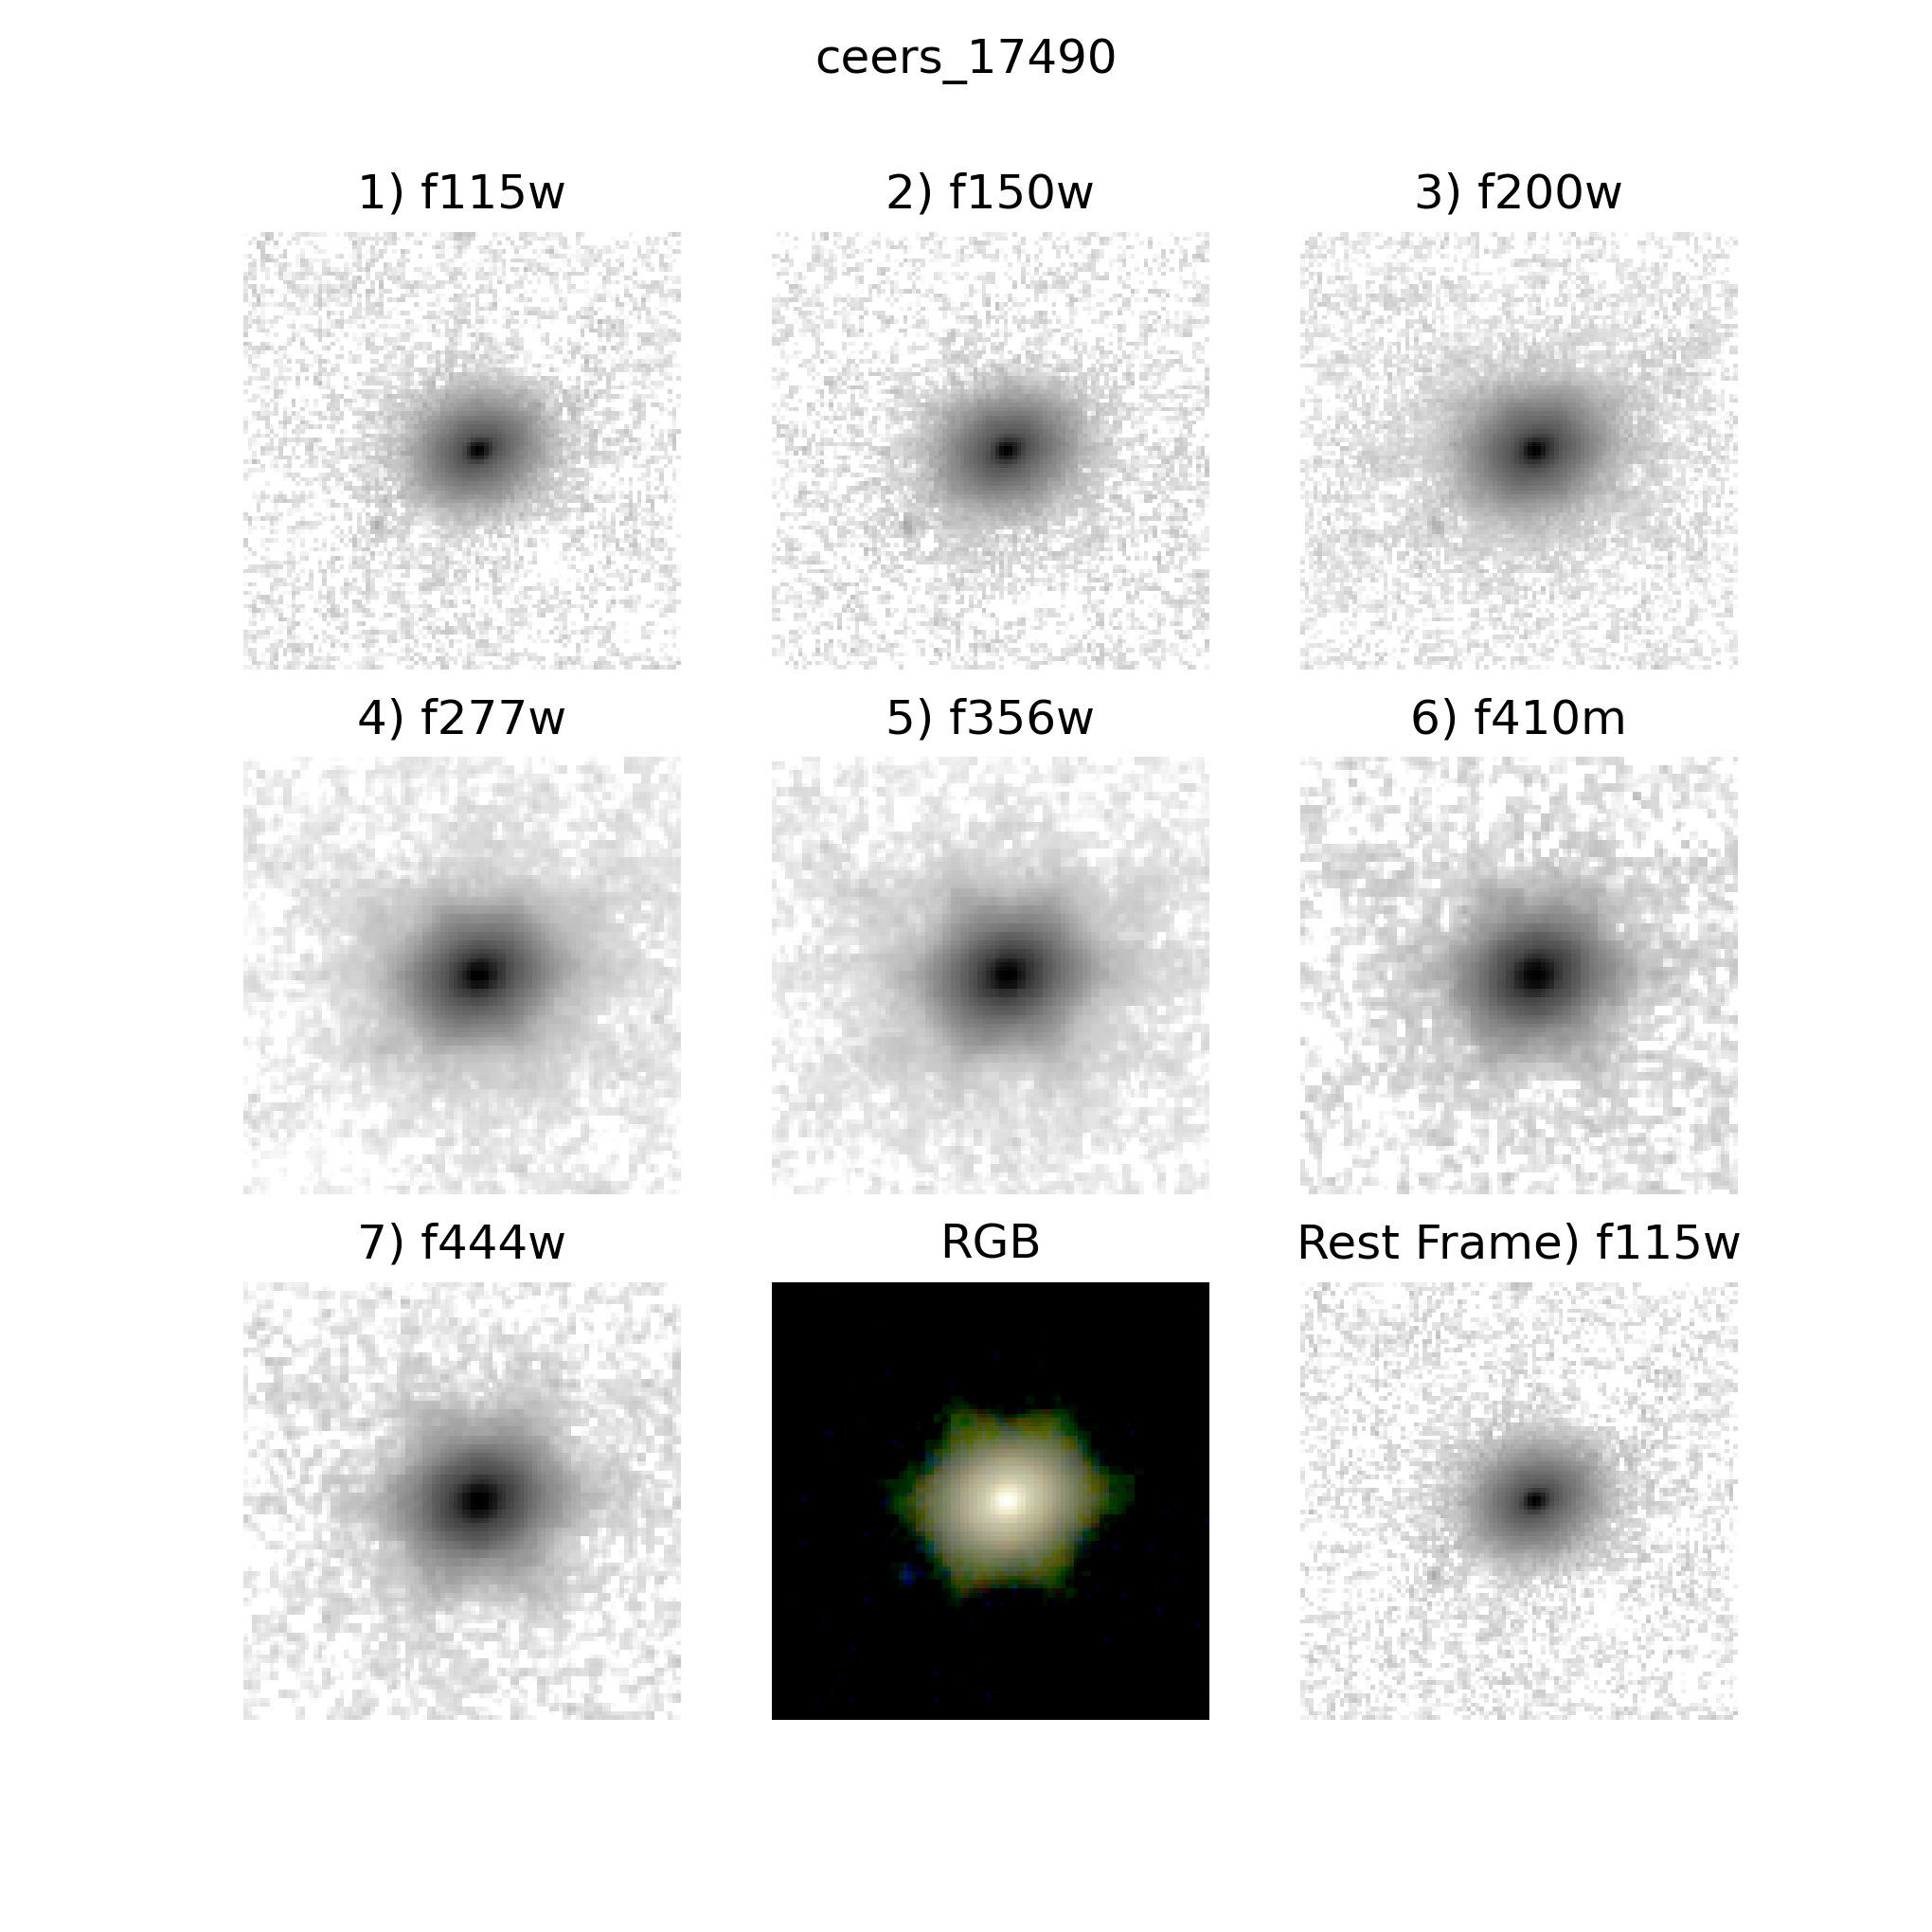 ceers_17490
1) f115w
2) f150w
3) f200w
4) f277w
5) f356w
6) f410m
7) f444w
RGB
Rest Frame) f115w